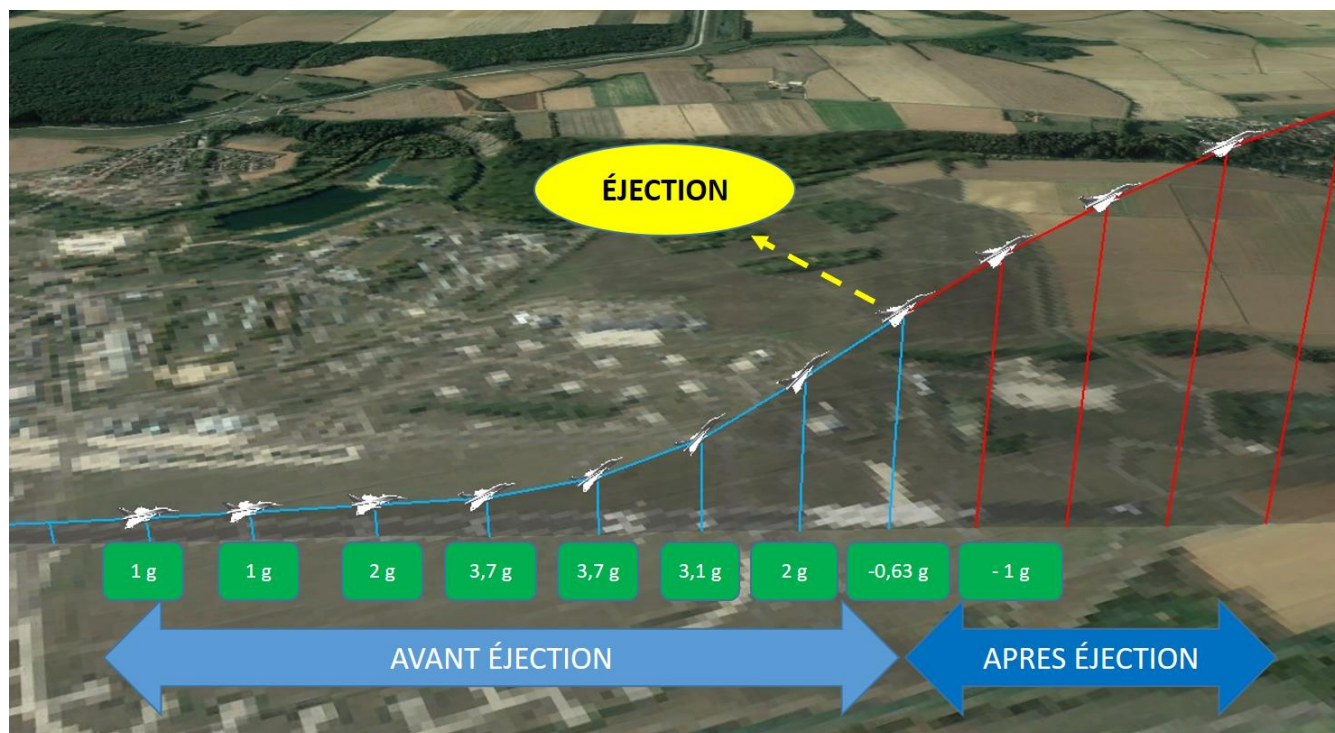 ÉJECTION
1 g
1 g
2 g
3,7 g
3,7 g
3,1 g
2 g
-0,63 g
- 1 g
AVANT ÉJECTION
APRES ÉJECTION